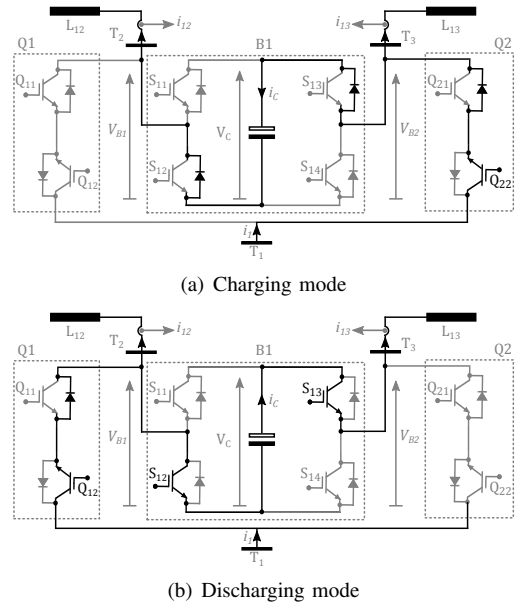 L12 T2 i12 i13 T3 L13
Q1 B1 Q2
Q11 S11 S13 Q21
VB1 VC iC VB2
Q12 S12 S14 Q22
i1
T1
(a) Charging mode
L12 T2 i12 i13 T3 L13
Q1 B1 Q2
Q11 S11 S13 Q21
VB1 VC iC VB2
Q12 S12 S14 Q22
i1
T1
(b) Discharging mode